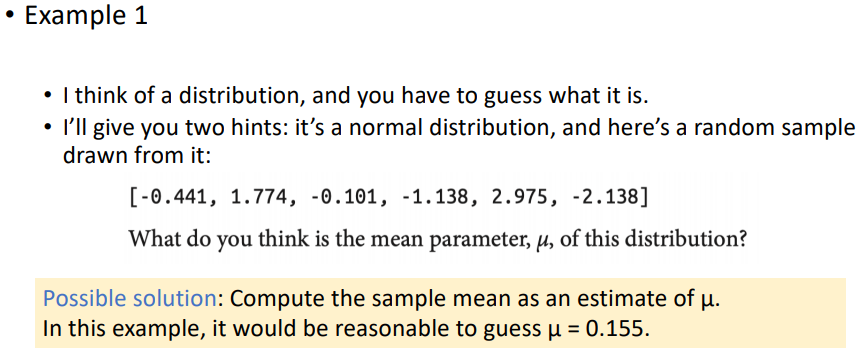 • Example 1
• I think of a distribution, and you have to guess what it is.
• I’ll give you two hints: it’s a normal distribution, and here’s a random sample
drawn from it:
[-0.441, 1.774, -0.101, -1.138, 2.975, -2.138]
What do you think is the mean parameter, μ, of this distribution?
Possible solution: Compute the sample mean as an estimate of μ.
In this example, it would be reasonable to guess μ = 0.155.